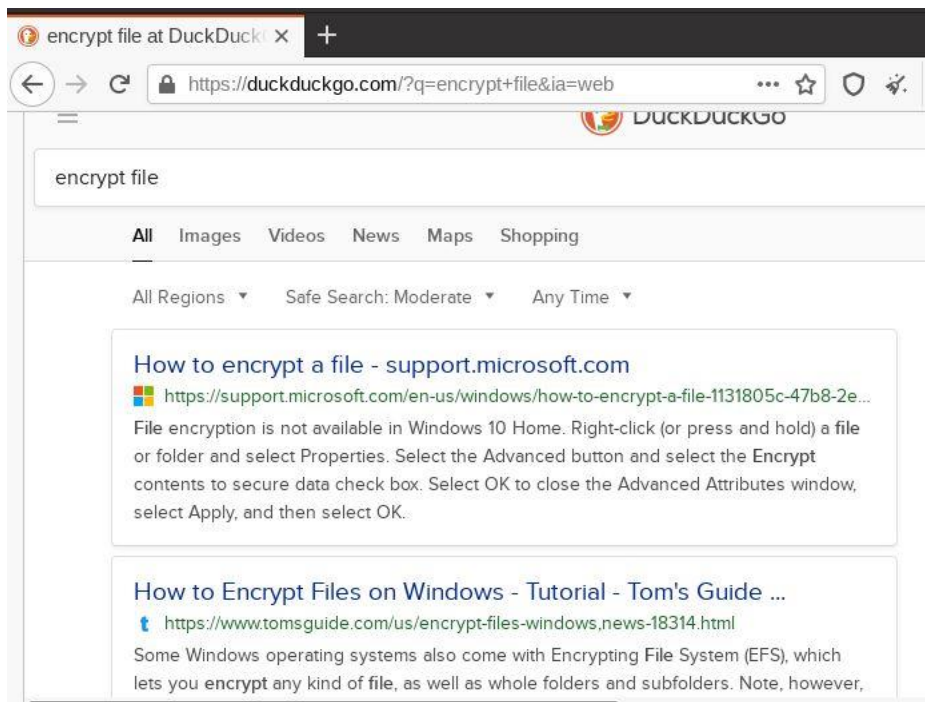 encrypt file at DuckDuck
https://duckduckgo.com/?q=encrypt+file&ia=web
DuckDuckGo
encrypt file
All Images Videos News Maps Shopping
All Regions Safe Search: Moderate Any Time
How to encrypt a file - support.microsoft.com
https://support.microsoft.com/en-us/windows/how-to-encrypt-a-file-1131805c-47b8-2e...
File encryption is not available in Windows 10 Home. Right-click (or press and hold) a file
or folder and select Properties. Select the Advanced button and select the Encrypt
contents to secure data check box. Select OK to close the Advanced Attributes window,
select Apply, and then select OK.
How to Encrypt Files on Windows - Tutorial - Tom's Guide ...
https://www.tomsguide.com/us/encrypt-files-windows,news-18314.html
Some Windows operating systems also come with Encrypting File System (EFS), which
lets you encrypt any kind of file, as well as whole folders and subfolders. Note, however,